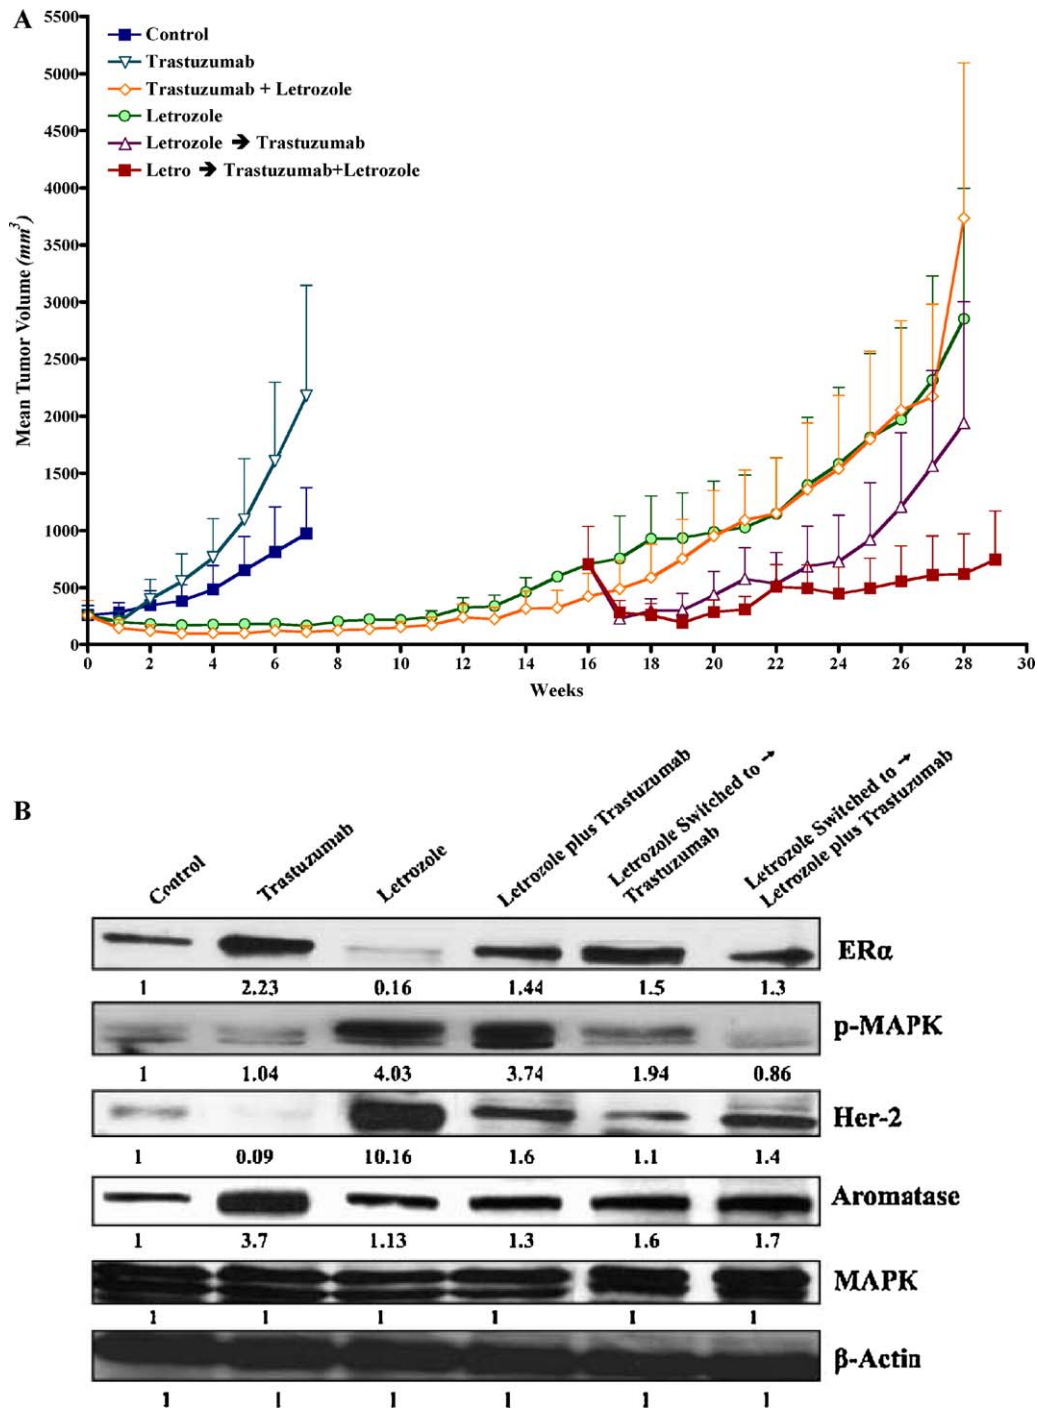 A
5500
5000
4500
4000
3500
3000
2500
2000
1500
1000
500
0
Mean Tumor Volume (mm³)
Control
Trastuzumab
Trastuzumab + Letrozole
Letrozole
Letrozole ➔ Trastuzumab
Letro ➔ Trastuzumab+Letrozole
0 2 4 6 8 10 12 14 16 18 20 22 24 26 28 30
Weeks
B
Control
Trastuzumab
Letrozole
Letrozole plus Trastuzumab
Letrozole Switched to →
Trastuzumab
Letrozole Switched to →
Letrozole plus Trastuzumab
ERα
1 2.23 0.16 1.44 1.5 1.3
p-MAPK
1 1.04 4.03 3.74 1.94 0.86
Her-2
1 0.09 10.16 1.6 1.1 1.4
Aromatase
1 3.7 1.13 1.3 1.6 1.7
MAPK
1 1 1 1 1 1
β-Actin
1 1 1 1 1 1